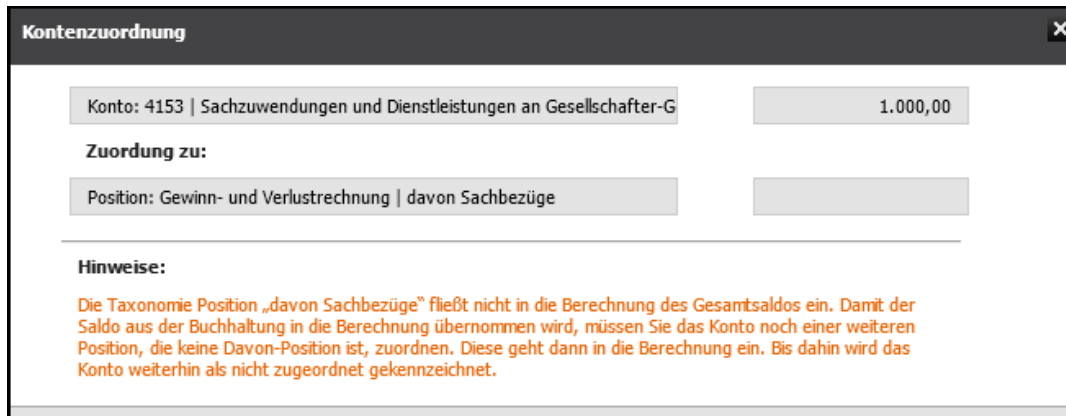 Kontenzuordnung
Konto: 4153 | Sachzuwendungen und Dienstleistungen an Gesellschafter-G
1.000,00
Zuordung zu:
Position: Gewinn- und Verlustrechnung | davon Sachbezüge
Hinweise:
Die Taxonomie Position „davon Sachbezüge“ fließt nicht in die Berechnung des Gesamtsaldos ein. Damit der
Saldo aus der Buchhaltung in die Berechnung übernommen wird, müssen Sie das Konto noch einer weiteren
Position, die keine Davon-Position ist, zuordnen. Diese geht dann in die Berechnung ein. Bis dahin wird das
Konto weiterhin als nicht zugeordnet gekennzeichnet.